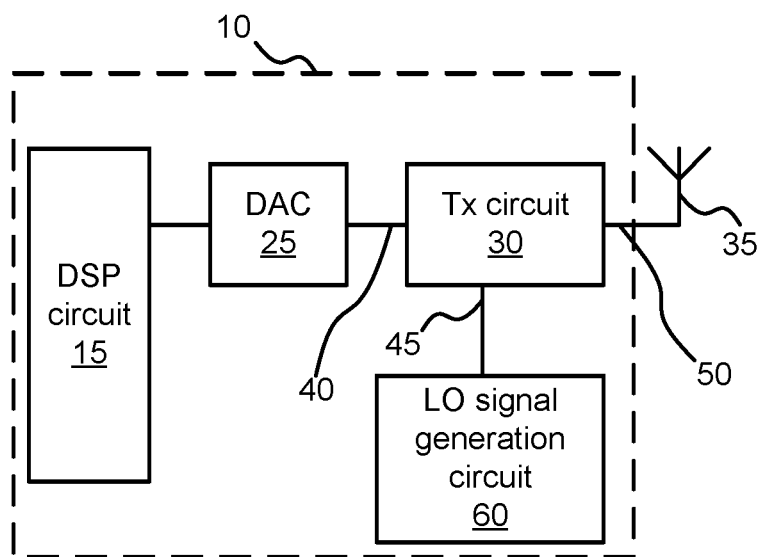 10
DSP
circuit
15
DAC
25
Tx circuit
30
35
40
45
50
LO signal
generation
circuit
60